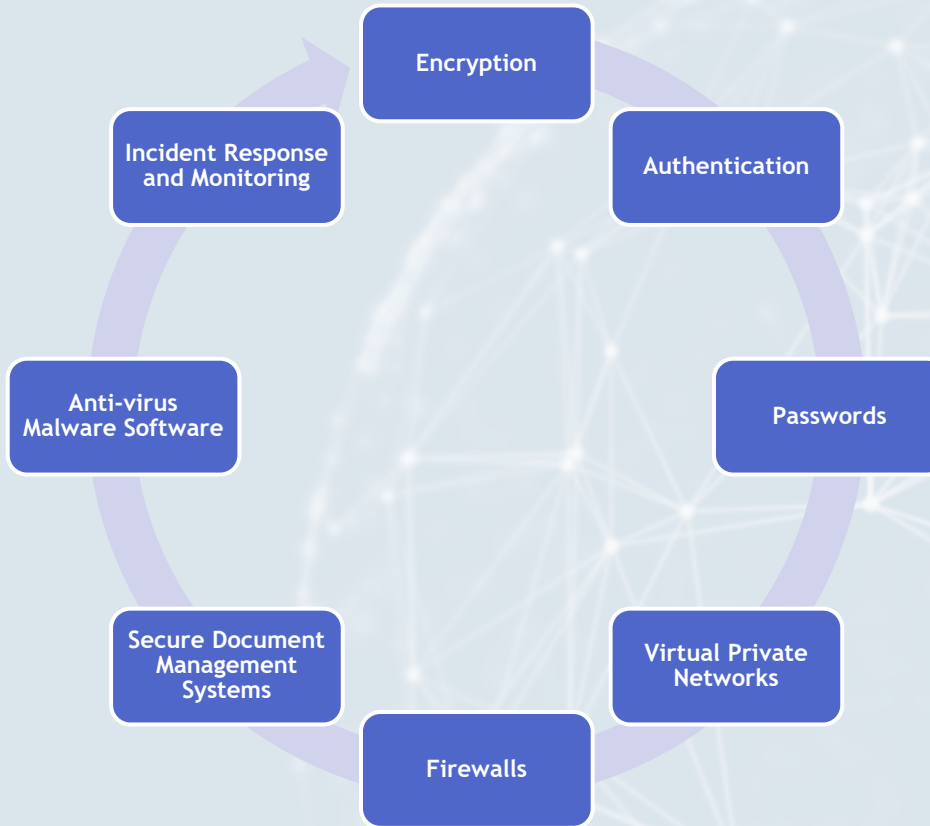 Encryption
Authentication
Passwords
Virtual Private
Networks
Firewalls
Secure Document
Management
Systems
Anti-virus
Malware Software
Incident Response
and Monitoring